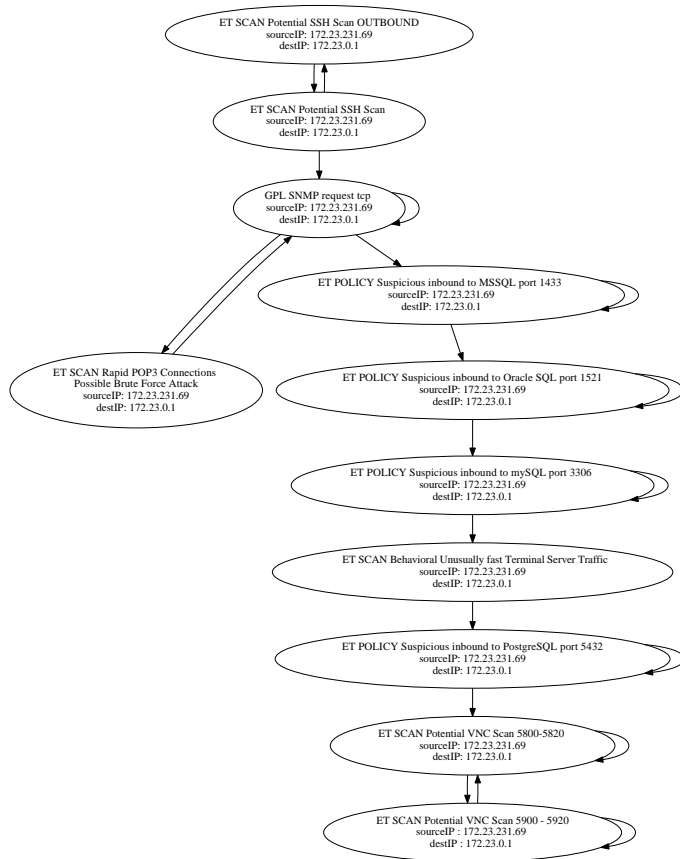 ET SCAN Potential SSH Scan OUTBOUND
sourceIP: 172.23.231.69
destIP: 172.23.0.1
ET SCAN Potential SSH Scan
sourceIP: 172.23.231.69
destIP: 172.23.0.1
GPL SNMP request tcp
sourceIP: 172.23.231.69
destIP: 172.23.0.1
ET POLICY Suspicious inbound to MSSQL port 1433
sourceIP: 172.23.231.69
destIP: 172.23.0.1
ET SCAN Rapid POP3 Connections
Possible Brute Force Attack
sourceIP: 172.23.231.69
destIP: 172.23.0.1
ET POLICY Suspicious inbound to Oracle SQL port 1521
sourceIP: 172.23.231.69
destIP: 172.23.0.1
ET POLICY Suspicious inbound to mySQL port 3306
sourceIP: 172.23.231.69
destIP: 172.23.0.1
ET SCAN Behavioral Unusually fast Terminal Server Traffic
sourceIP: 172.23.231.69
destIP: 172.23.0.1
ET POLICY Suspicious inbound to PostgreSQL port 5432
sourceIP: 172.23.231.69
destIP: 172.23.0.1
ET SCAN Potential VNC Scan 5800-5820
sourceIP: 172.23.231.69
destIP: 172.23.0.1
ET SCAN Potential VNC Scan 5900 - 5920
sourceIP : 172.23.231.69
destIP : 172.23.0.1